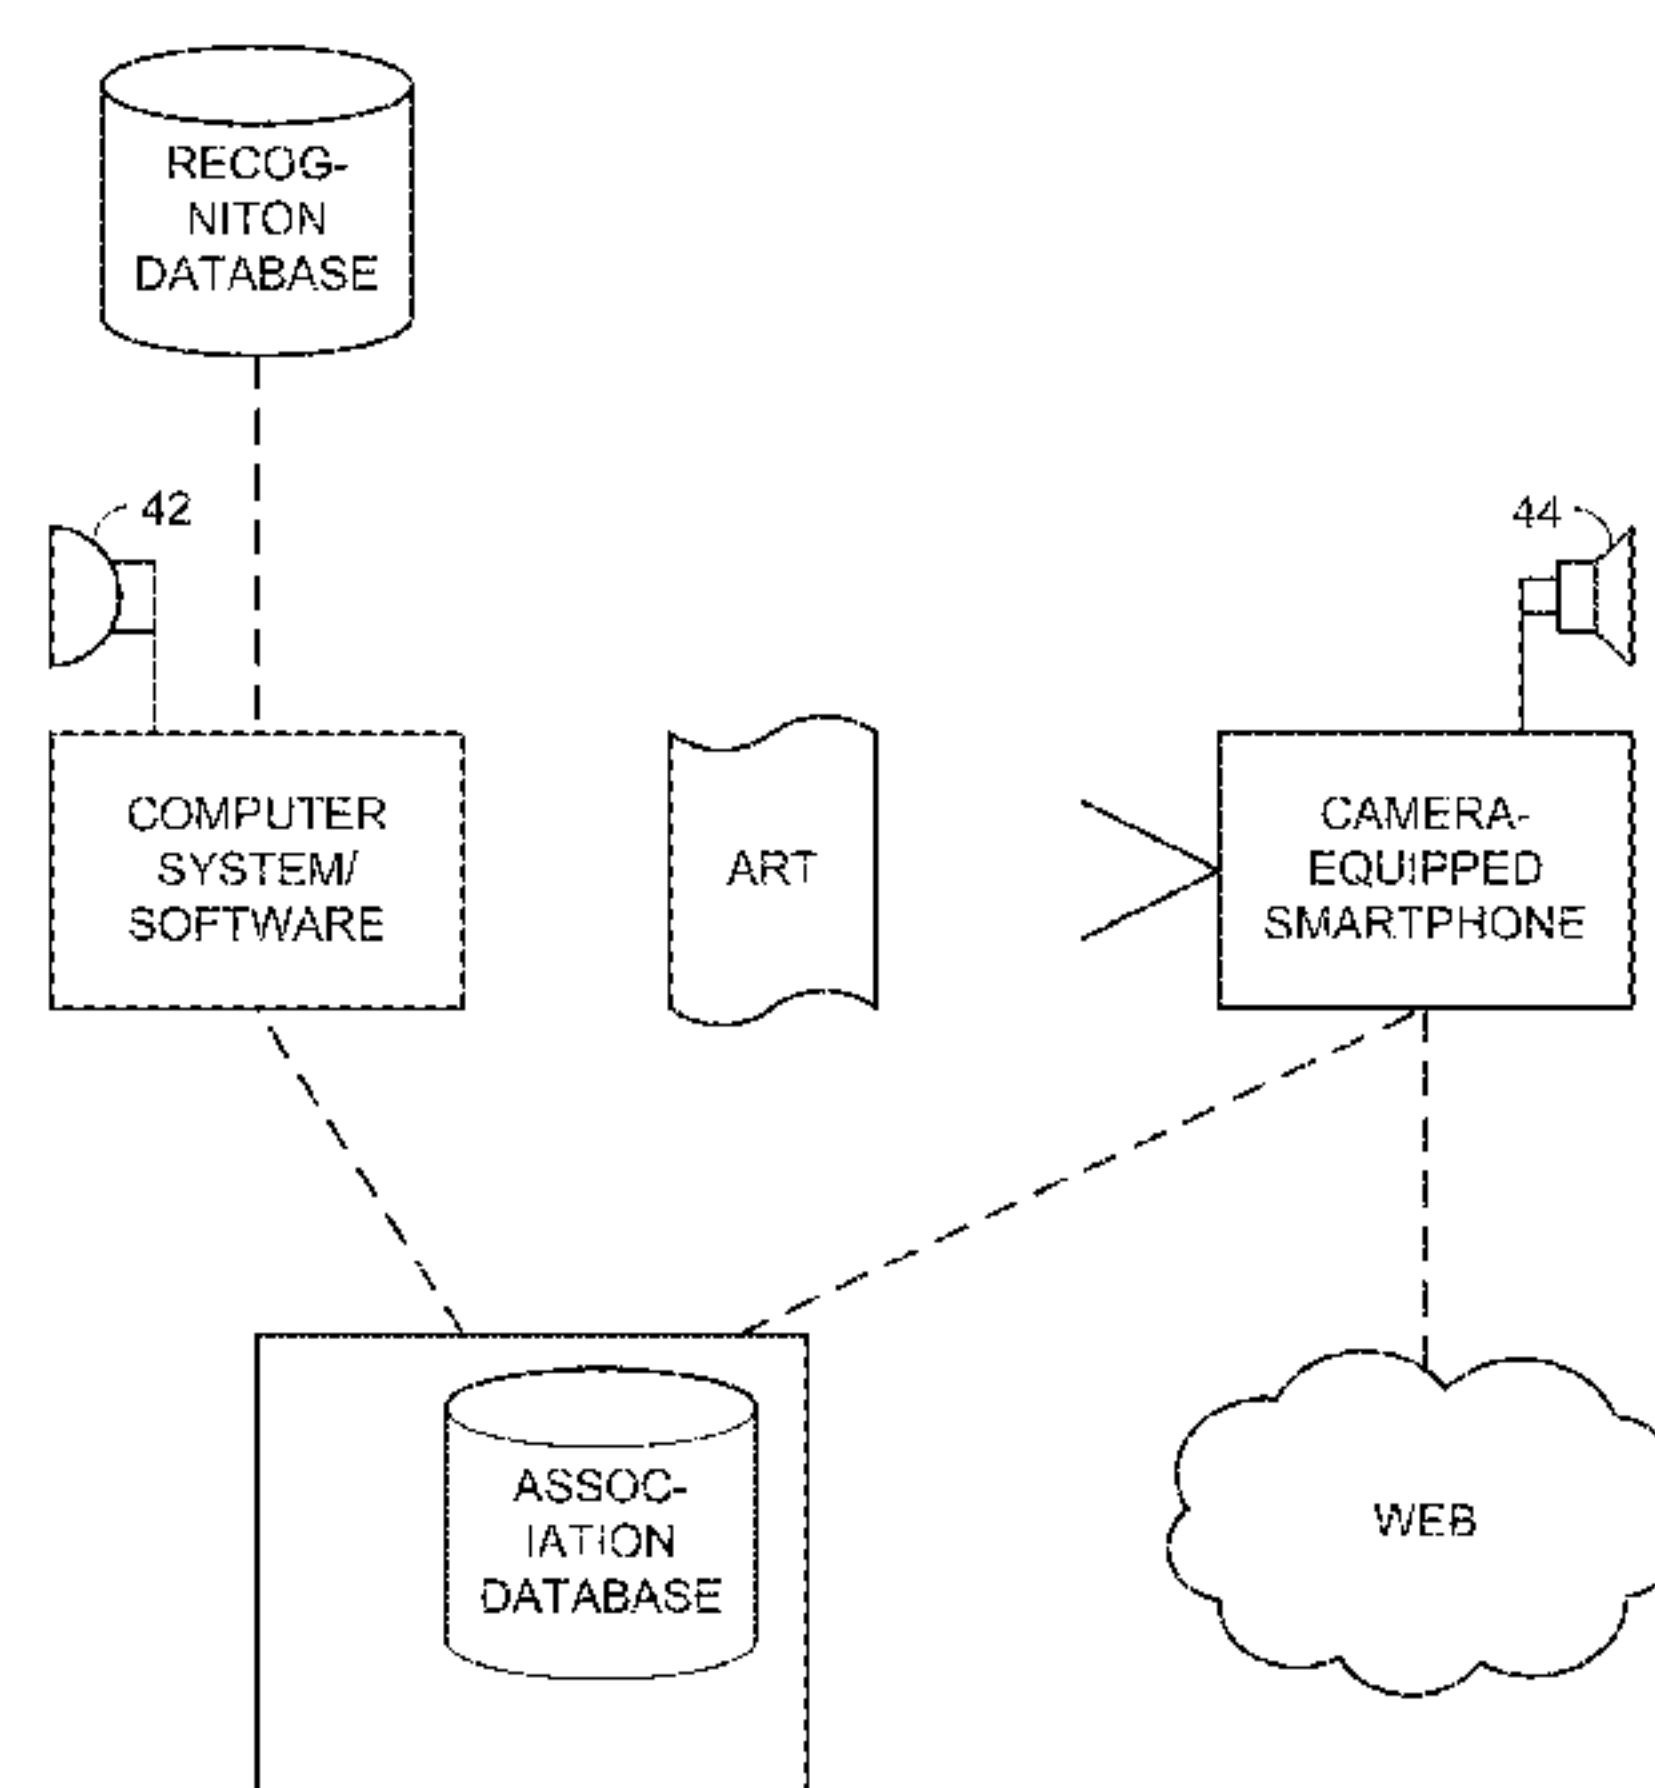 RECOG-
NITON
DATABASE
42
44
COMPUTER
SYSTEM/
SOFTWARE
ART
CAMERA-
EQUIPPED
SMARTPHONE
ASSOC-
IATION
DATABASE
WEB